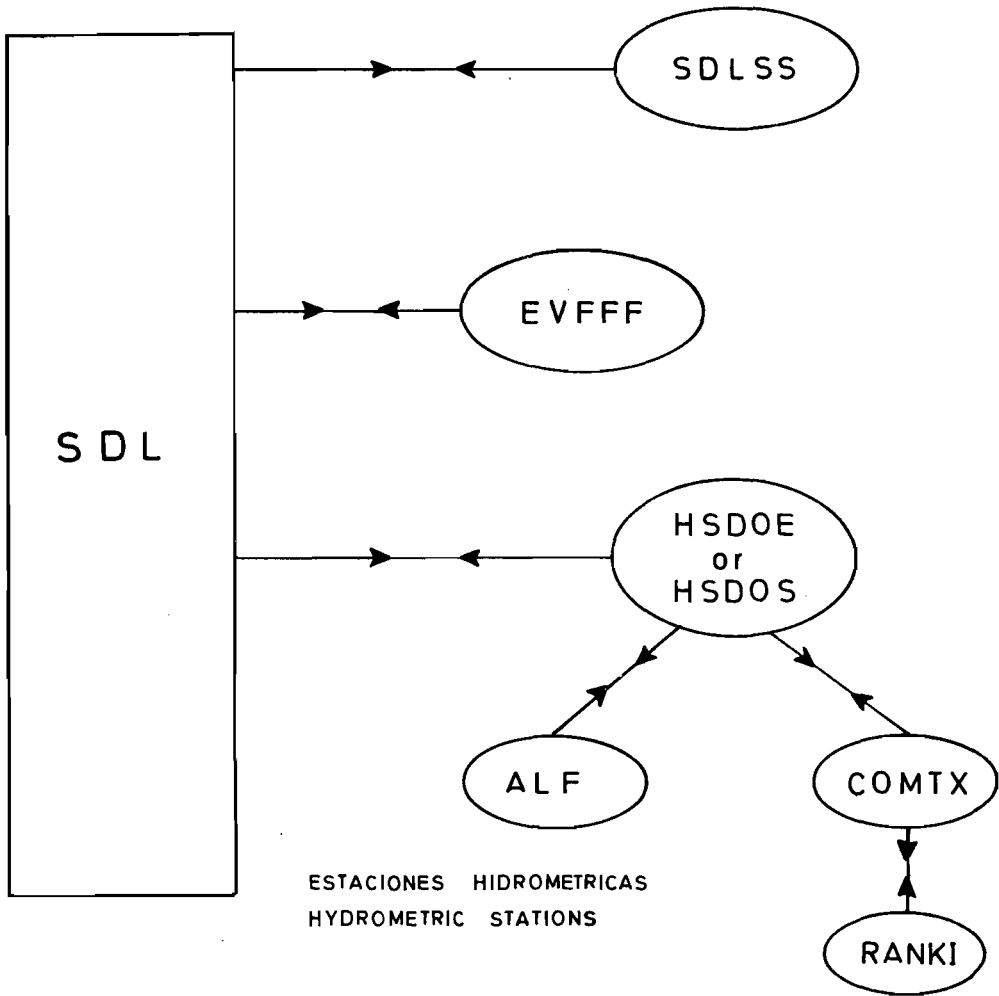 SDLSS
EVFFF
SDL
HSDOE
or
HSDOS
ALF
COMTX
ESTACIONES HIDROMETRICAS
HYDROMETRIC STATIONS
RANKI